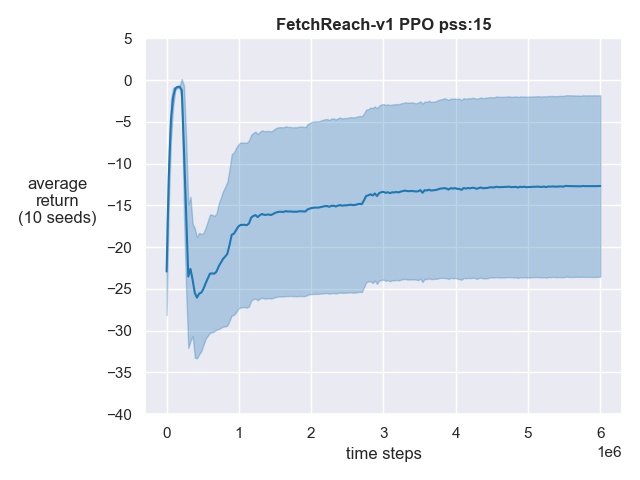 FetchReach-v1 PPO pss:15
5
0
−5
−10
−15
−20
−25
−30
−35
−40
average
return
(10 seeds)
0 1 2 3 4 5 6
1e6
time steps